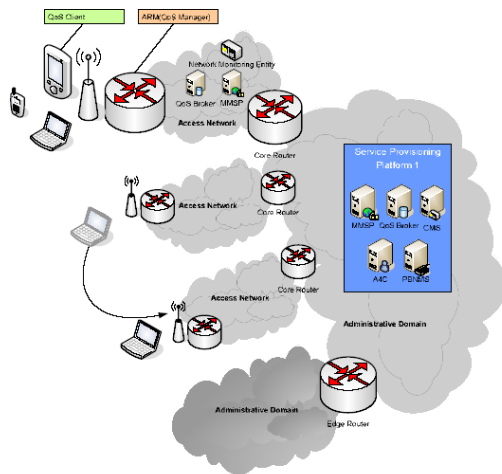 QoS Client
ARM(QoS Manager)
Network Monitoring Entity
QoS Broker
MMSP
Access Network
Core Router
Service Provisioning
Platform 1
MMSP
QoS Broker
CMS
A4C
PBNMS
Access Network
Core Router
Core Router
Access Network
Administrative Domain
Administrative Domain
Edge Router